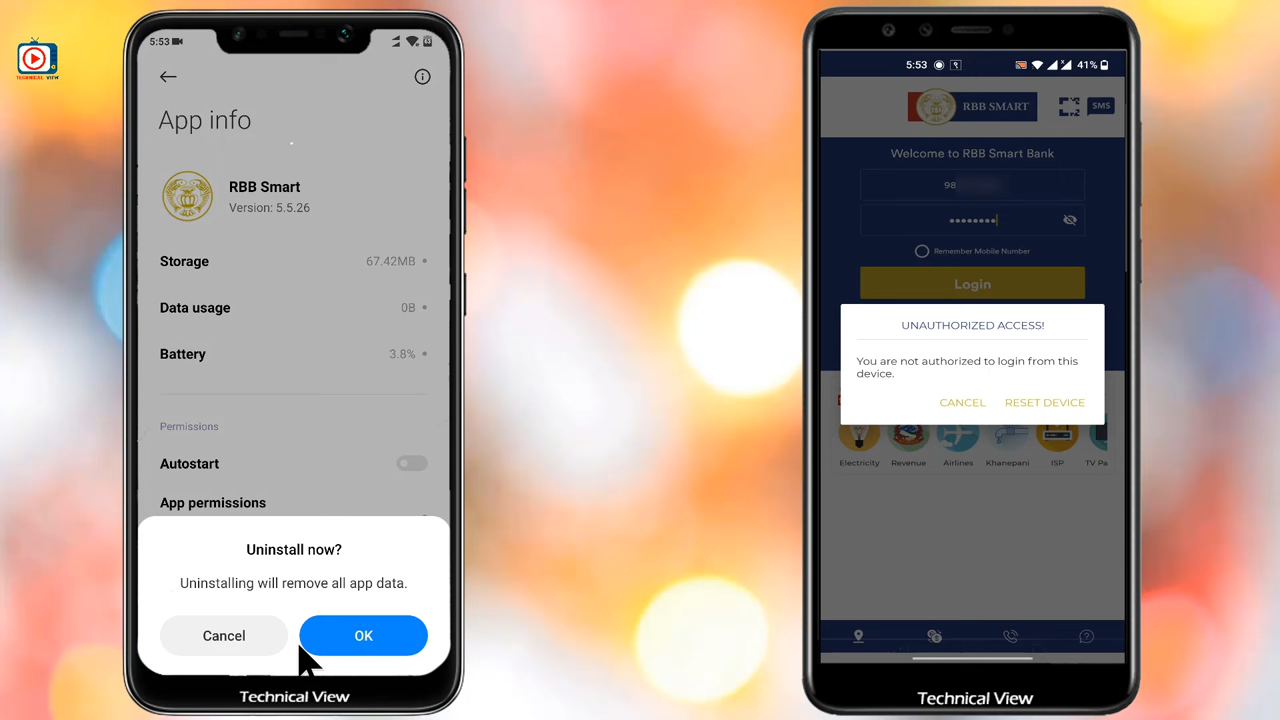 TECHNICAL VIEW
5:53
App info
RBB Smart
Version: 5.5.26
Storage 67.42MB
Data usage 0B
Battery 3.8%
Permissions
Autostart
App permissions
Uninstall now?
Uninstalling will remove all app data.
Cancel OK
Technical View
5:53 41%
RBB SMART SMS
Welcome to RBB Smart Bank
98
Remember Mobile Number
Login
UNAUTHORIZED ACCESS!
You are not authorized to login from this
device.
CANCEL RESET DEVICE
Electricity Revenue Airlines Khanepani ISP TV Pa
Technical View